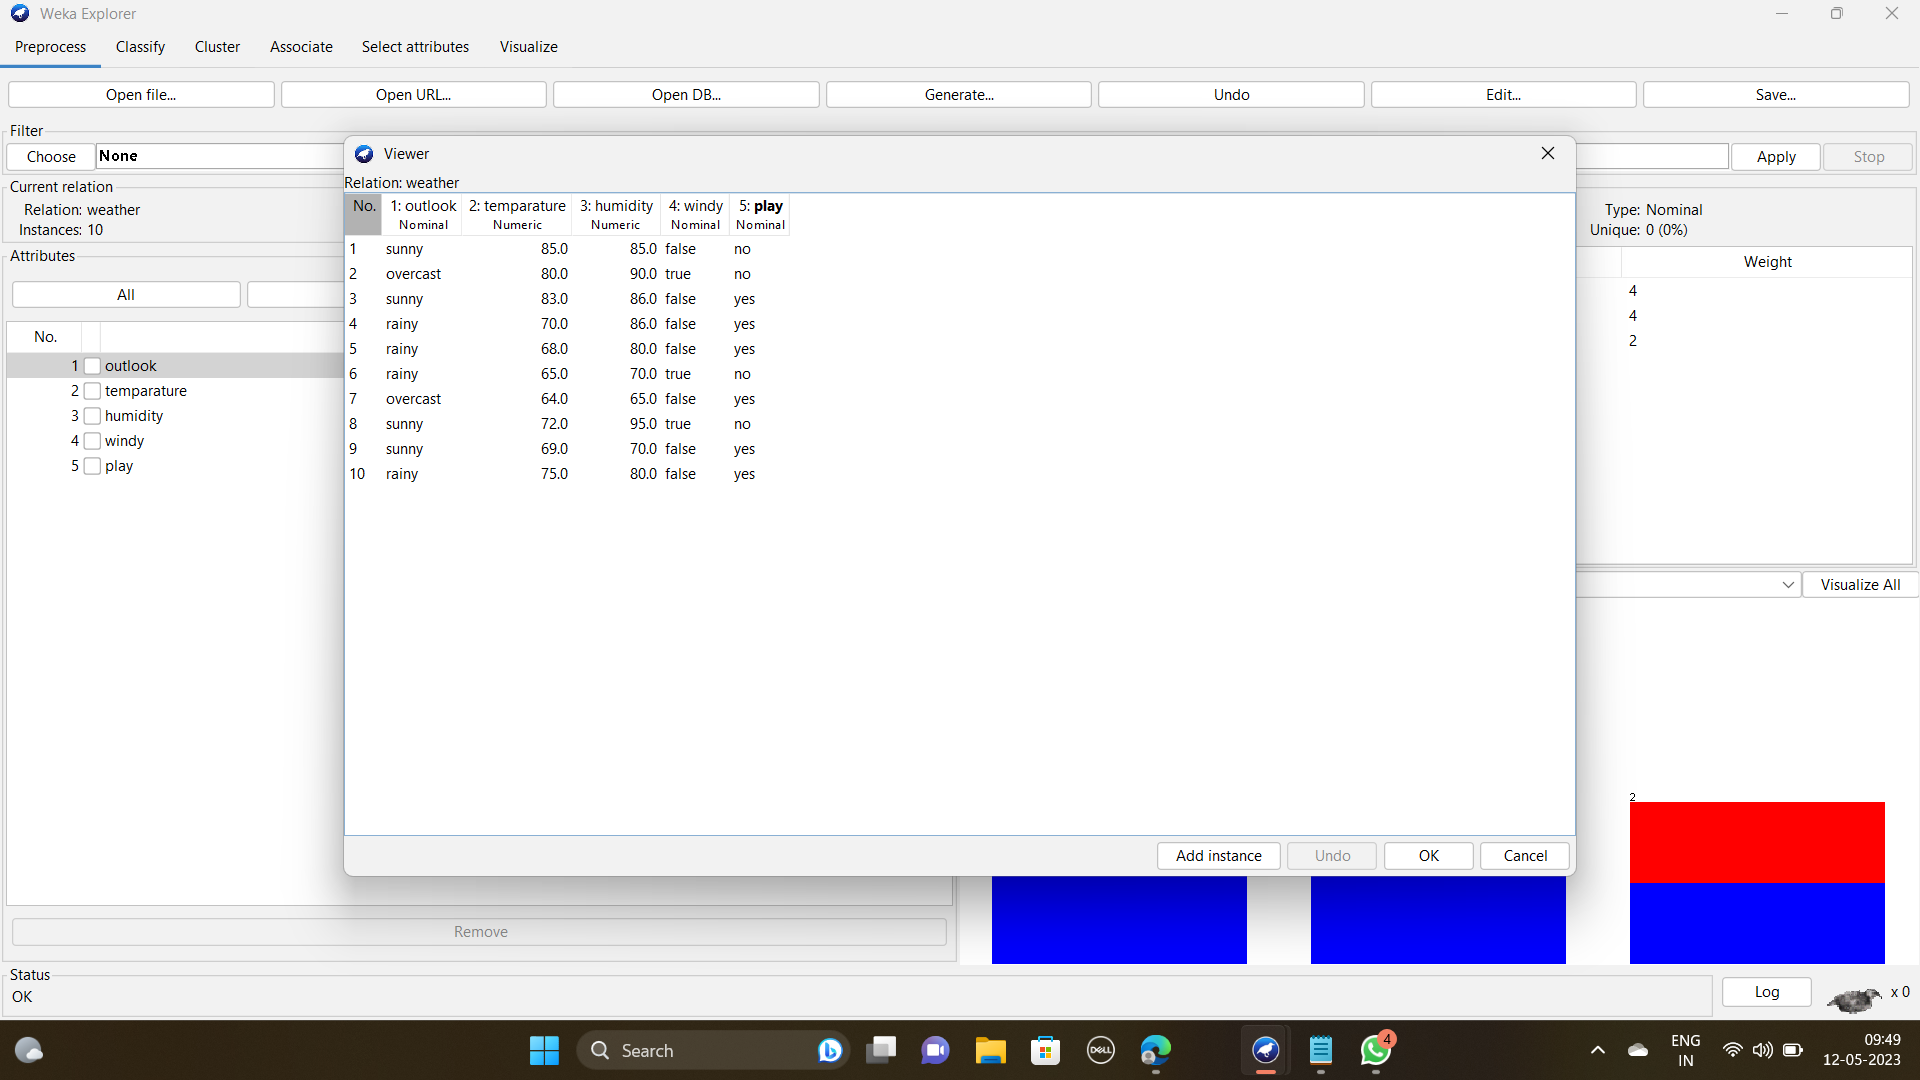 Weka Explorer
Preprocess Classify Cluster Associate Select attributes Visualize
Open file... Open URL... Open DB... Generate... Undo Edit... Save...
Filter
Choose None Apply Stop
Viewer
Current relation
Relation: weather
Instances: 10
Type: Nominal
Unique: 0 (0%)
Attributes
All
No.
1 outlook
2 temparature
3 humidity
4 windy
5 play
Remove
Relation: weather
No. 1: outlook 2: temparature 3: humidity 4: windy 5: play
Nominal Numeric Numeric Nominal Nominal
1 sunny 85.0 85.0 false no
2 overcast 80.0 90.0 true no
3 sunny 83.0 86.0 false yes
4 rainy 70.0 86.0 false yes
5 rainy 68.0 80.0 false yes
6 rainy 65.0 70.0 true no
7 overcast 64.0 65.0 false yes
8 sunny 72.0 95.0 true no
9 sunny 69.0 70.0 false yes
10 rainy 75.0 80.0 false yes
Add instance Undo OK Cancel
Weight
4
4
2
Visualize All
2
Status
OK
Log x 0
Search
DELL
4
ENG
IN
09:49
12-05-2023